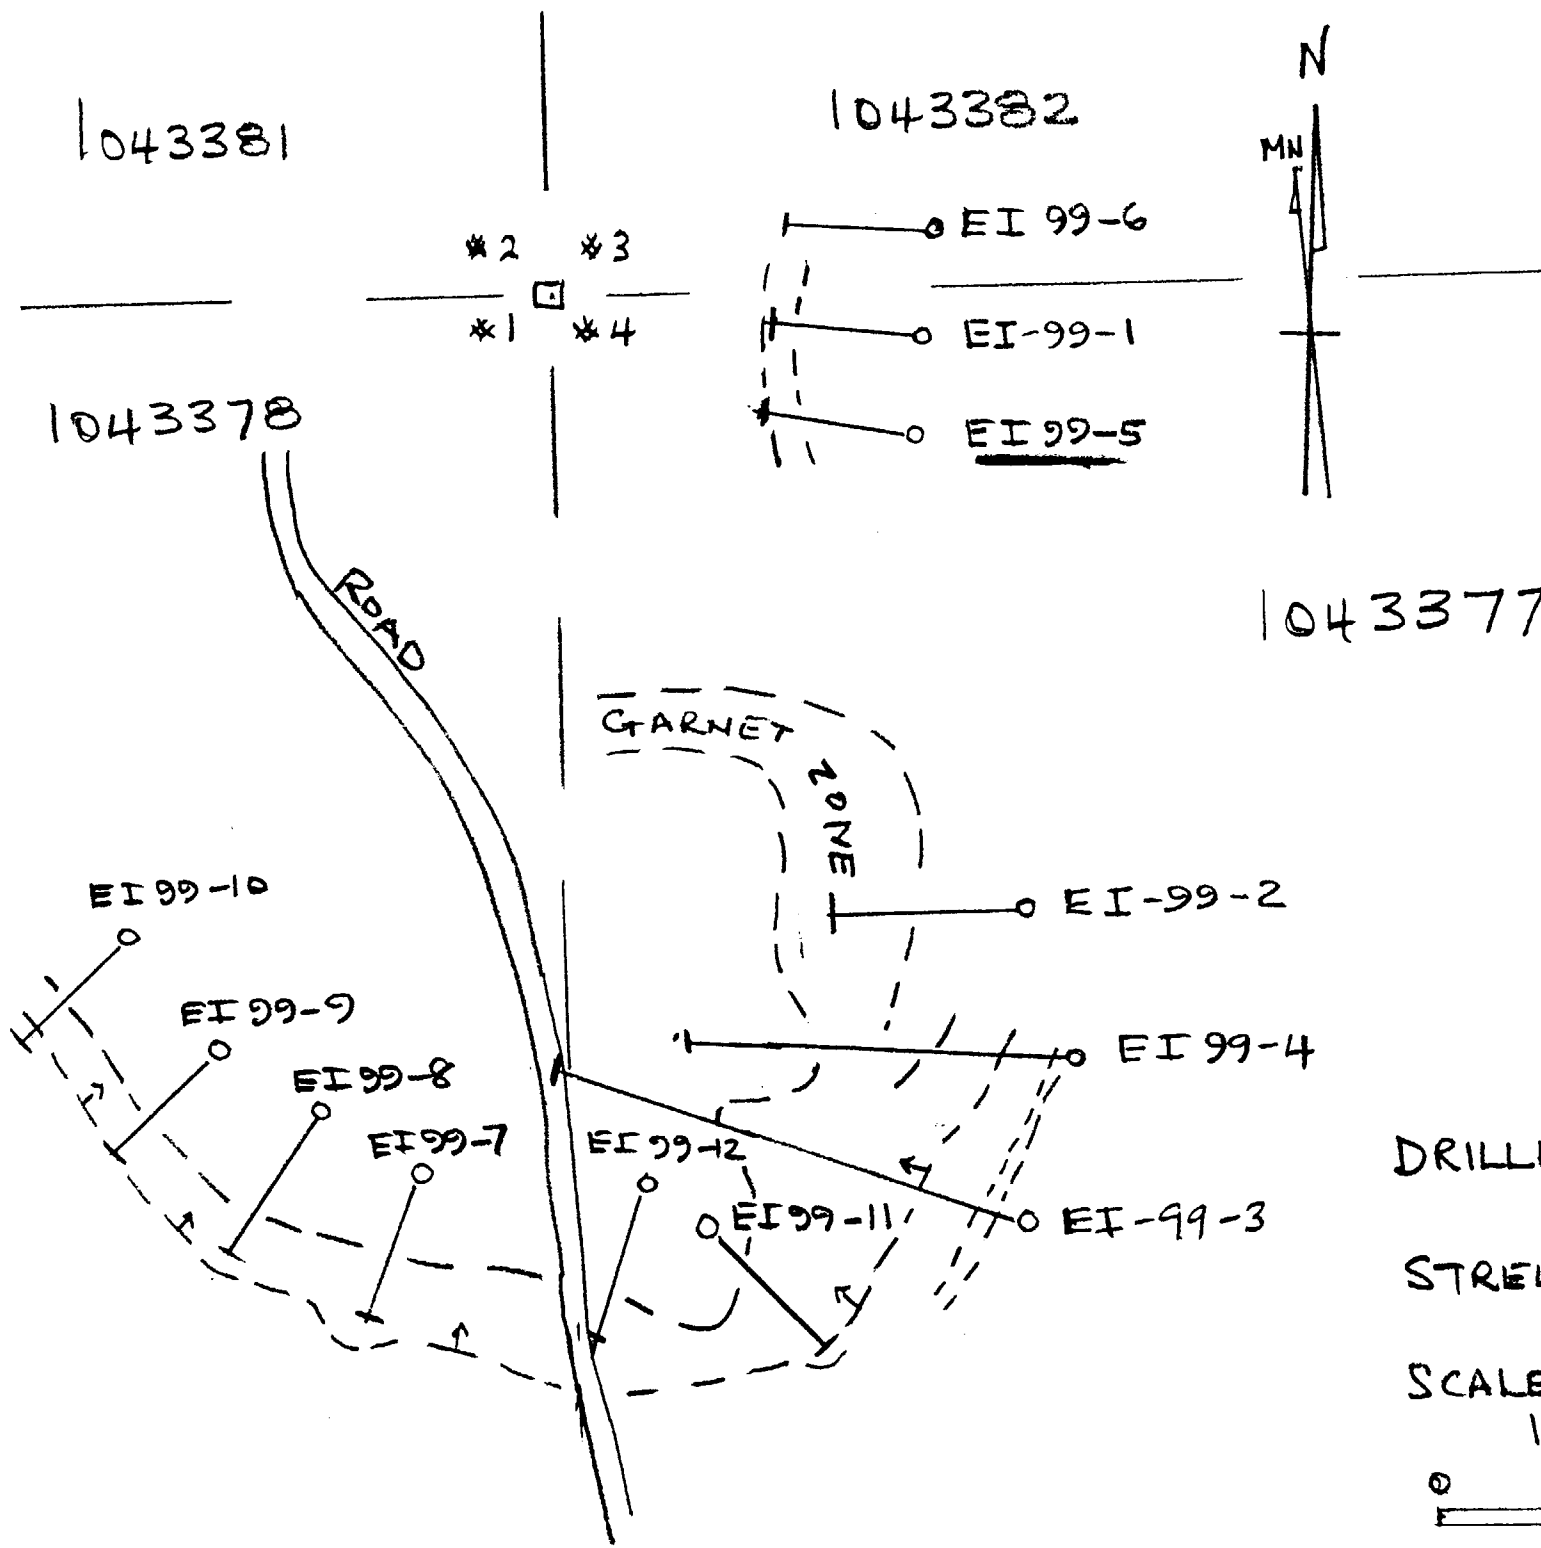 N
1043381
1043382
MN
EI 99-6
*2 *3
*1 *4
EI-99-1
1043378
EI 99-5
ROAD
1043377
GARNET
ZONE
EI 99-10
EI-99-2
EI 99-9
EI 99-4
EI 99-8
EI 99-7
EI 99-12
EI 99-11
EI-99-3
DRILL
STRE
SCALE
1
0